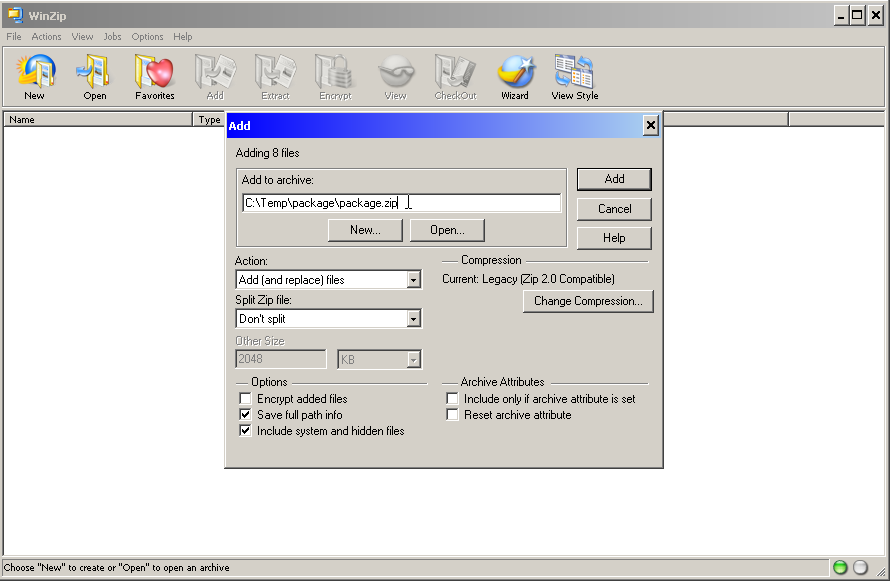 WinZip
File Actions View Jobs Options Help
New Open Favorites Add Extract Encrypt View CheckOut Wizard View Style
Name Type
Add
Adding 8 files
Add to archive:
C:\Temp\package\package.zip
New... Open...
Add
Cancel
Help
Action:
Add (and replace) files
Split Zip file:
Don't split
Other Size
2048 KB
Compression
Current: Legacy (Zip 2.0 Compatible)
Change Compression...
Options
Encrypt added files
Save full path info
Include system and hidden files
Archive Attributes
Include only if archive attribute is set
Reset archive attribute
Choose "New" to create or "Open" to open an archive